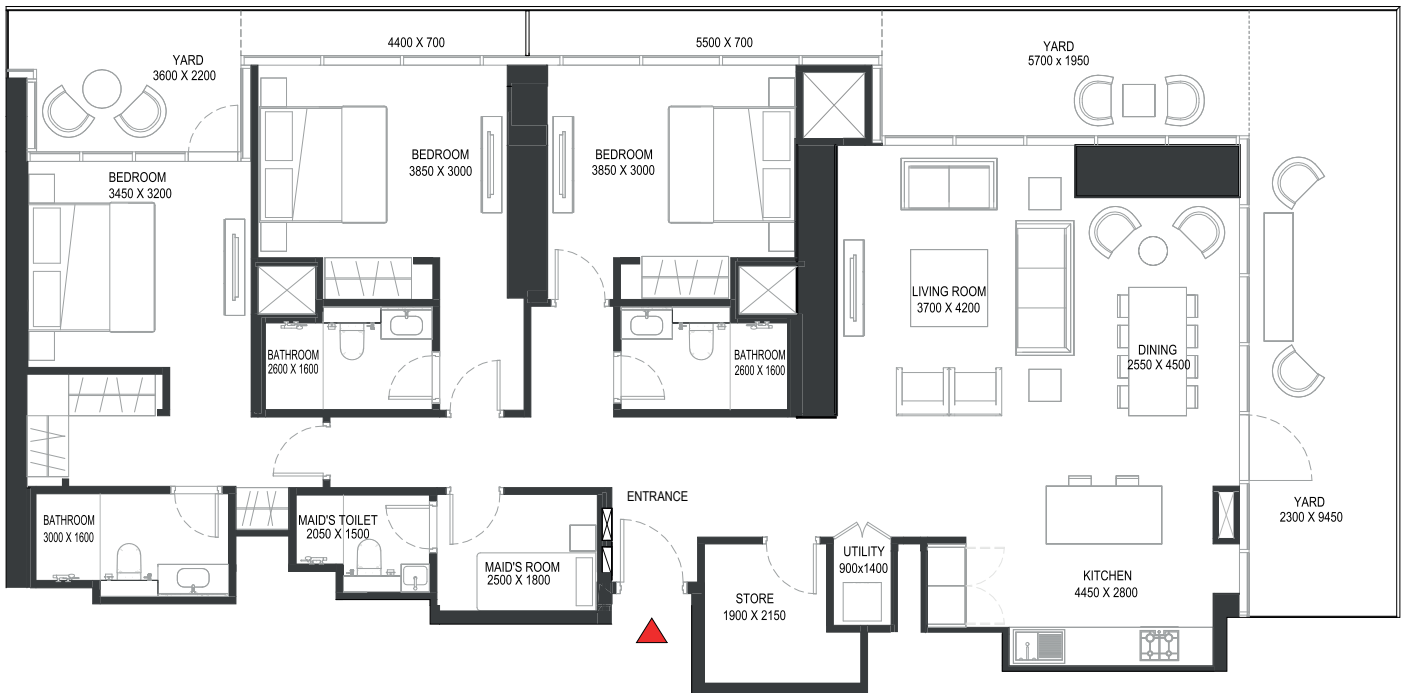 4400 X 700
5500 X 700
YARD
3600 X 2200
YARD
5700 x 1950
BEDROOM
3450 X 3200
BEDROOM
3850 X 3000
BEDROOM
3850 X 3000
LIVING ROOM
3700 X 4200
DINING
2550 X 4500
BATHROOM
2600 X 1600
BATHROOM
2600 X 1600
BATHROOM
3000 X 1600
MAID'S TOILET
2050 X 1500
MAID'S ROOM
2500 X 1800
ENTRANCE
STORE
1900 X 2150
UTILITY
900x1400
KITCHEN
4450 X 2800
YARD
2300 X 9450